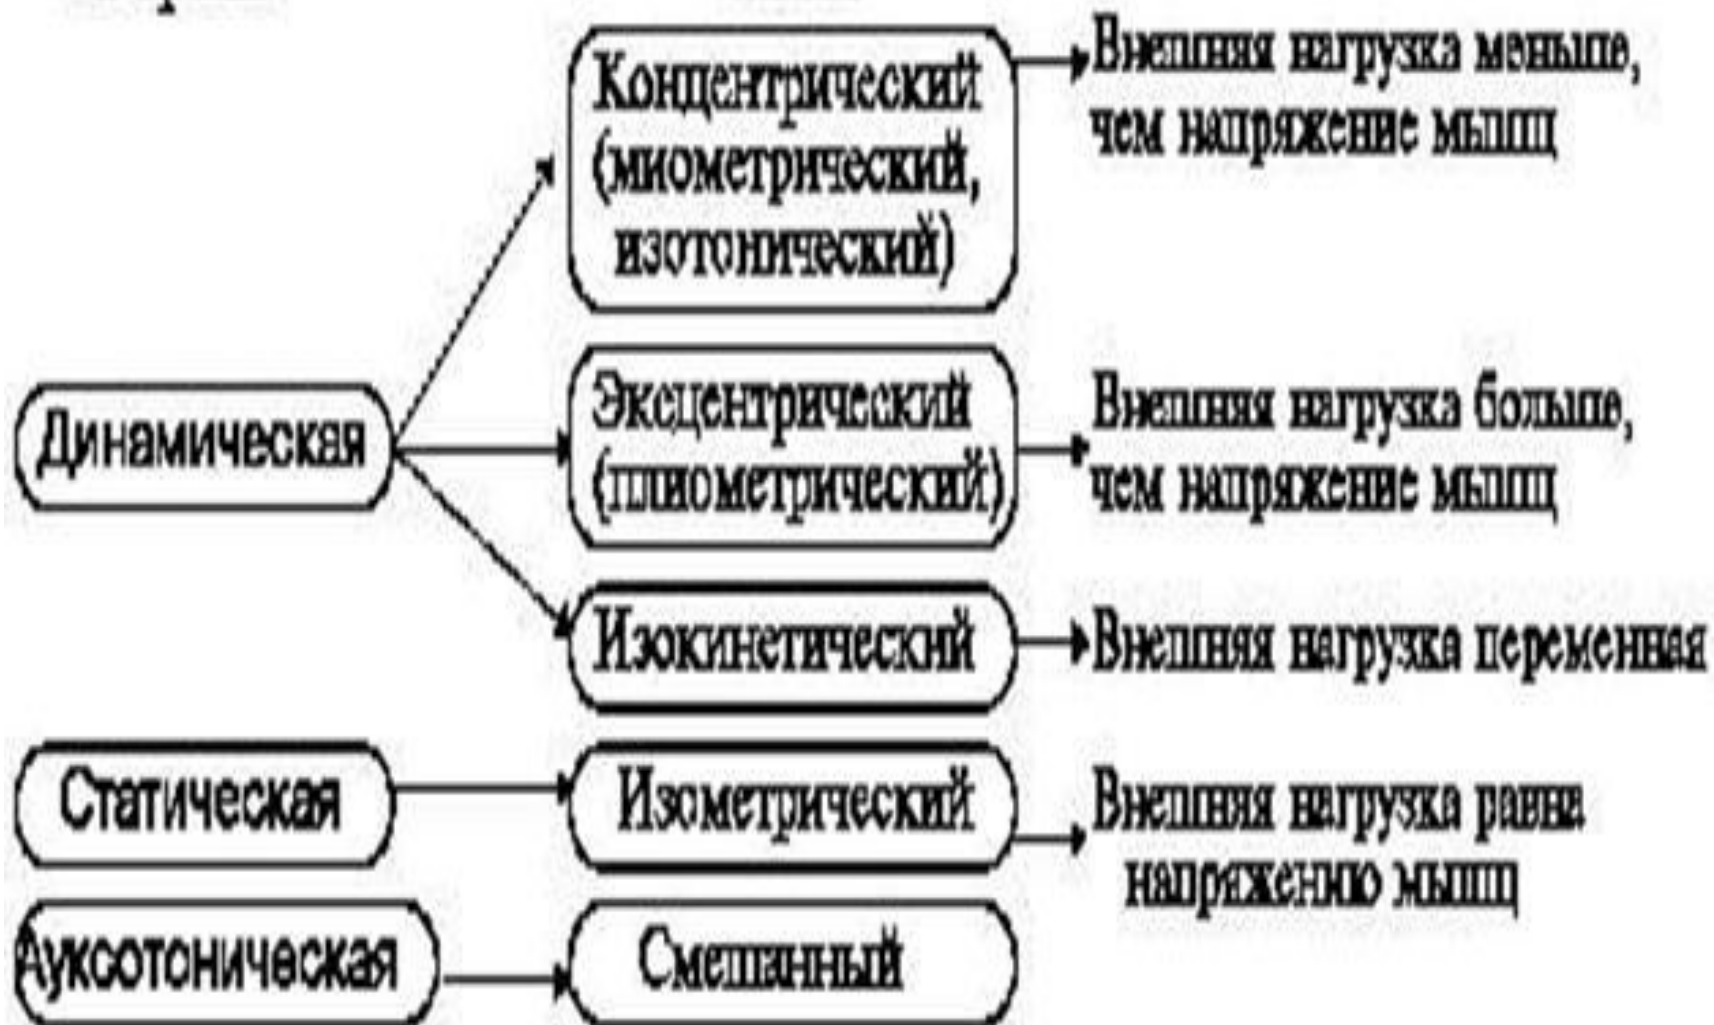 Концентрический
(миометрический,
изотонический)
Внешняя нагрузка меньше,
чем напряжение мышц
Динамическая
Эксцентрический
(плиометрический)
Внешняя нагрузка больше,
чем напряжение мышц
Изокинетический
Внешняя нагрузка переменная
Статическая
Изометрический
Внешняя нагрузка равна
напряжению мышц
Ауксотоническая
Смешанный